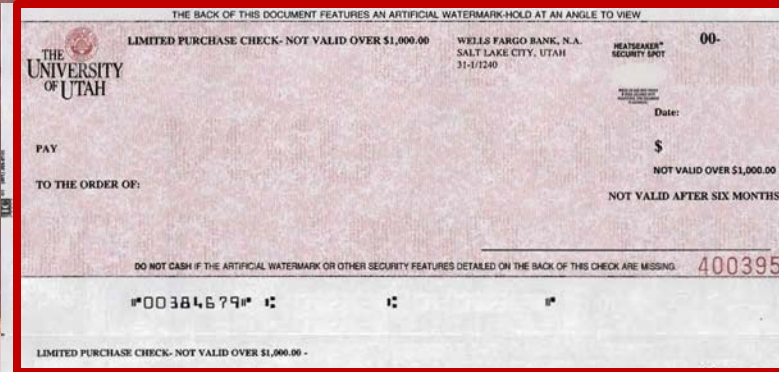 THE BACK OF THIS DOCUMENT FEATURES AN ARTIFICIAL WATERMARK-HOLD AT AN ANGLE TO VIEW
THE
UNIVERSITY
OF UTAH
LIMITED PURCHASE CHECK- NOT VALID OVER $1,000.00
WELLS FARGO BANK, N.A.
SALT LAKE CITY, UTAH
31-1/1240
HEATSEAKER™
SECURITY SPOT
00-
Date:
PAY
$
NOT VALID OVER $1,000.00
TO THE ORDER OF:
NOT VALID AFTER SIX MONTHS
DO NOT CASH IF THE ARTIFICIAL WATERMARK OR OTHER SECURITY FEATURES DETAILED ON THE BACK OF THIS CHECK ARE MISSING.
400395
⑈00384679⑈ ⑆ ⑆ ⑈
LIMITED PURCHASE CHECK- NOT VALID OVER $1,000.00 -